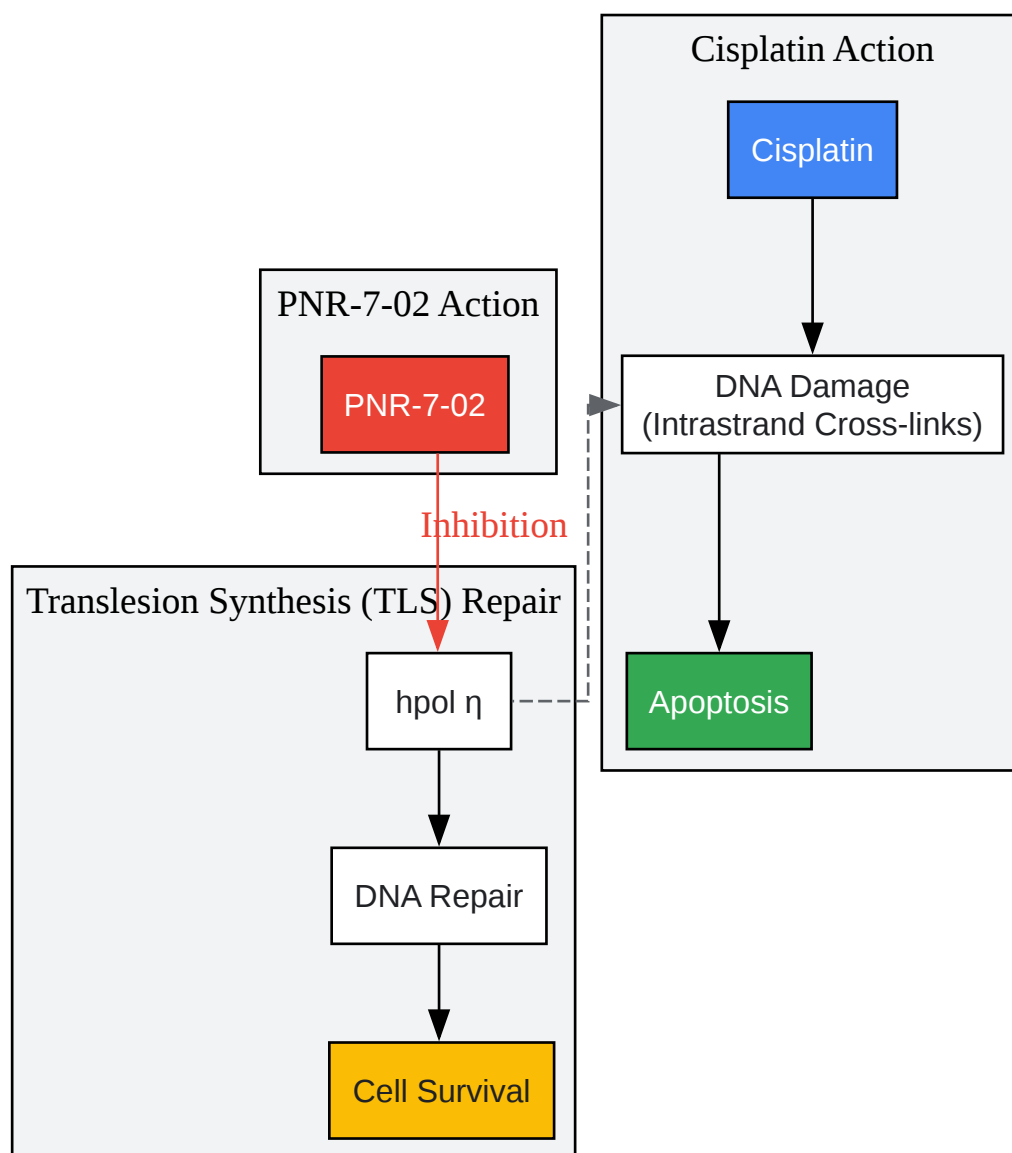 Cisplatin Action
Cisplatin
PNR-7-02 Action
PNR-7-02
DNA Damage
(Intrastrand Cross-links)
Inhibition
Translesion Synthesis (TLS) Repair
hpol η
Apoptosis
DNA Repair
Cell Survival